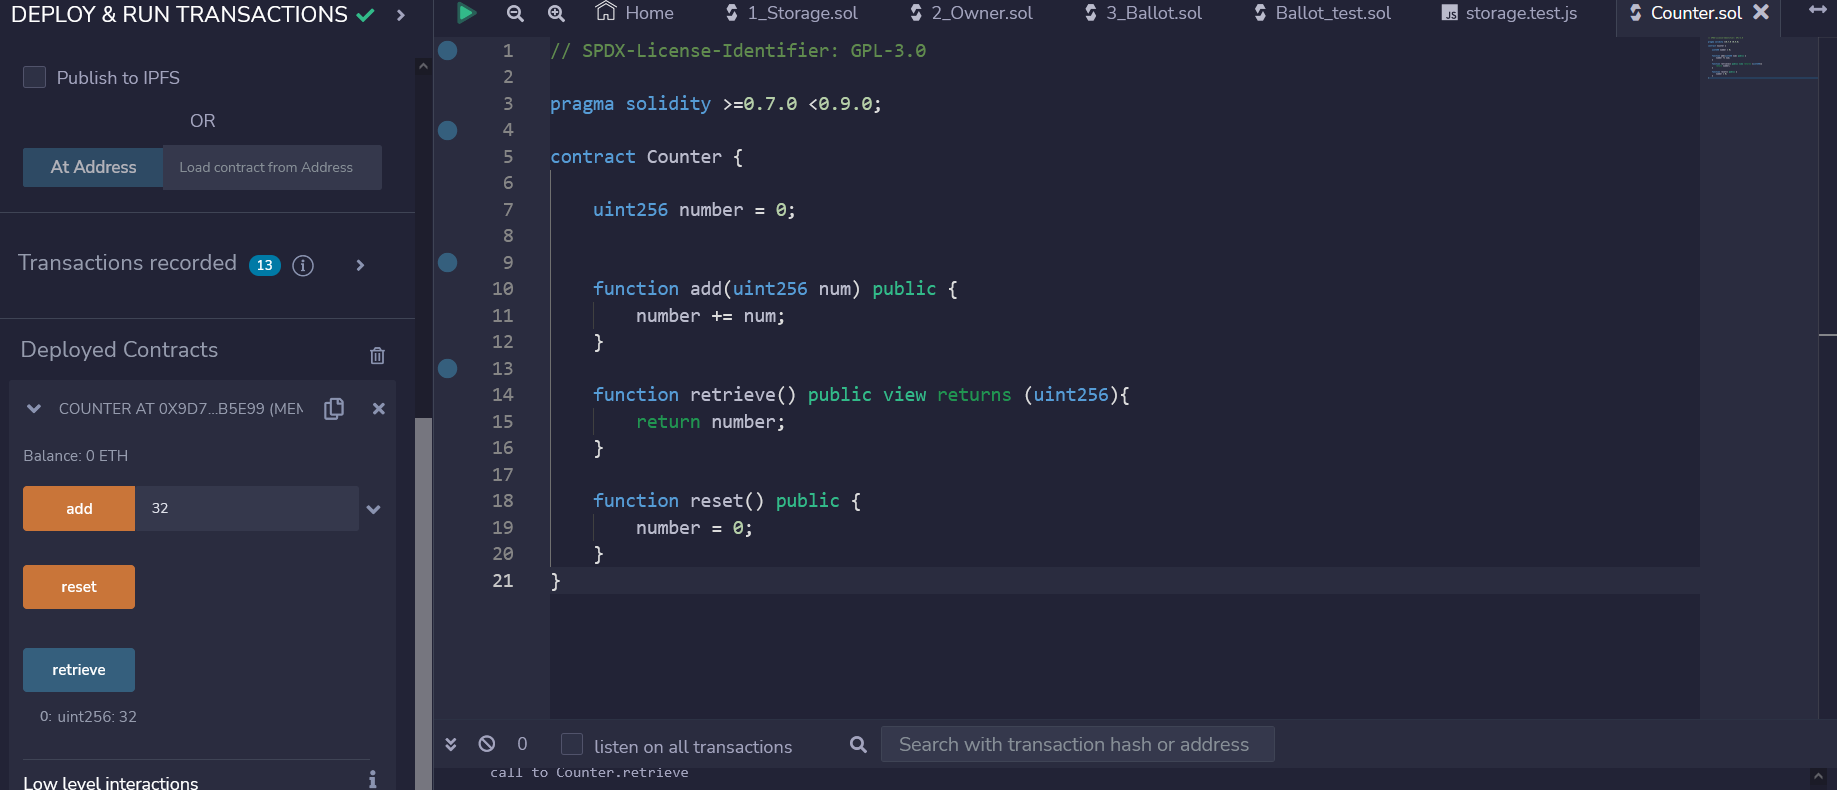 DEPLOY & RUN TRANSACTIONS
Publish to IPFS
OR
At Address Load contract from Address
Transactions recorded 13 i
Deployed Contracts
COUNTER AT 0X9D7...B5E99 (MEM
Balance: 0 ETH
add 32
reset
retrieve
0: uint256: 32
Low level interactions i
Home 1_Storage.sol 2_Owner.sol 3_Ballot.sol Ballot_test.sol JS storage.test.js Counter.sol
1 // SPDX-License-Identifier: GPL-3.0
2
3 pragma solidity >=0.7.0 <0.9.0;
4
5 contract Counter {
6
7 uint256 number = 0;
8
9
10 function add(uint256 num) public {
11 number += num;
12 }
13
14 function retrieve() public view returns (uint256){
15 return number;
16 }
17
18 function reset() public {
19 number = 0;
20 }
21 }
0 listen on all transactions Search with transaction hash or address
call to Counter.retrieve